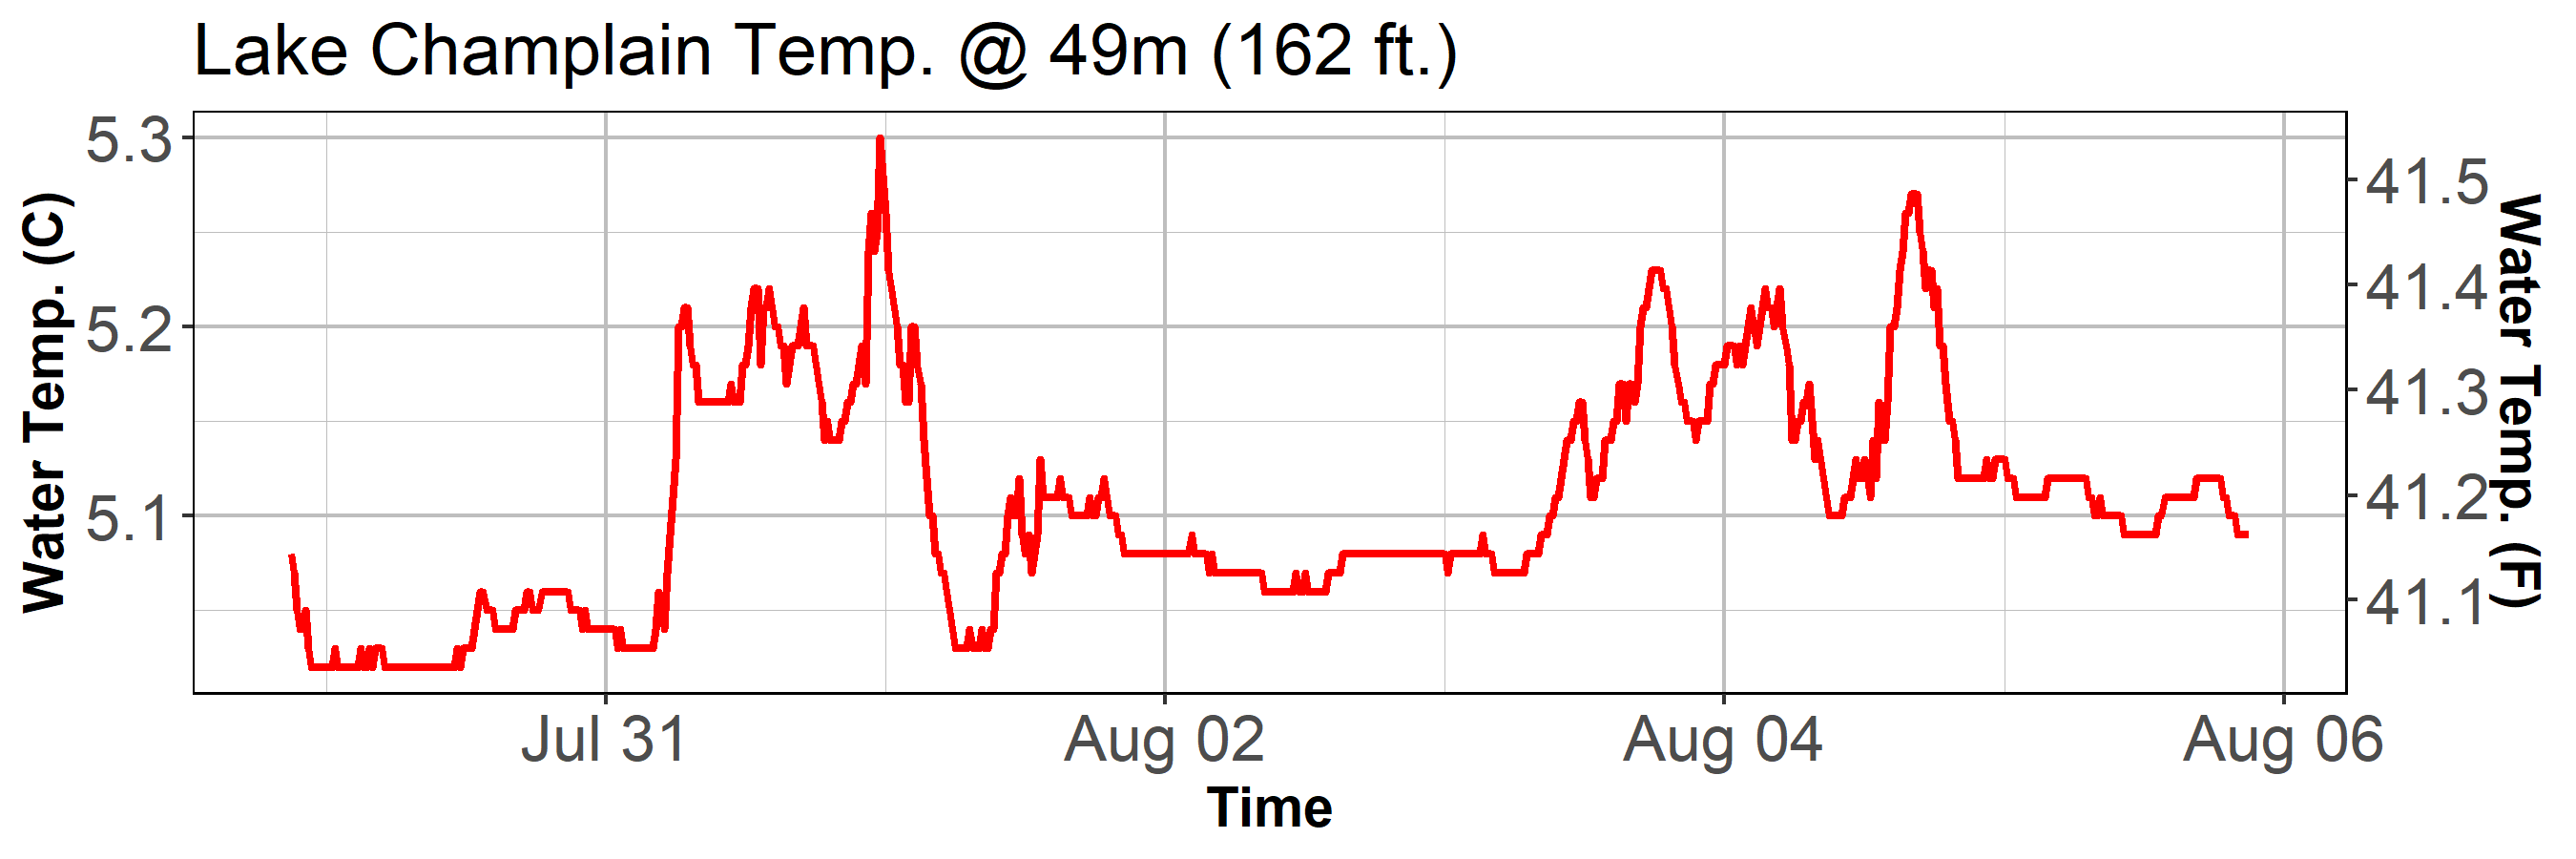 Lake Champlain Temp. @ 49m (162 ft.)
Water Temp. (C)
5.3
5.2
5.1
41.5
41.4
41.3
41.2
41.1
Water Temp. (F)
Jul 31
Aug 02
Aug 04
Aug 06
Time